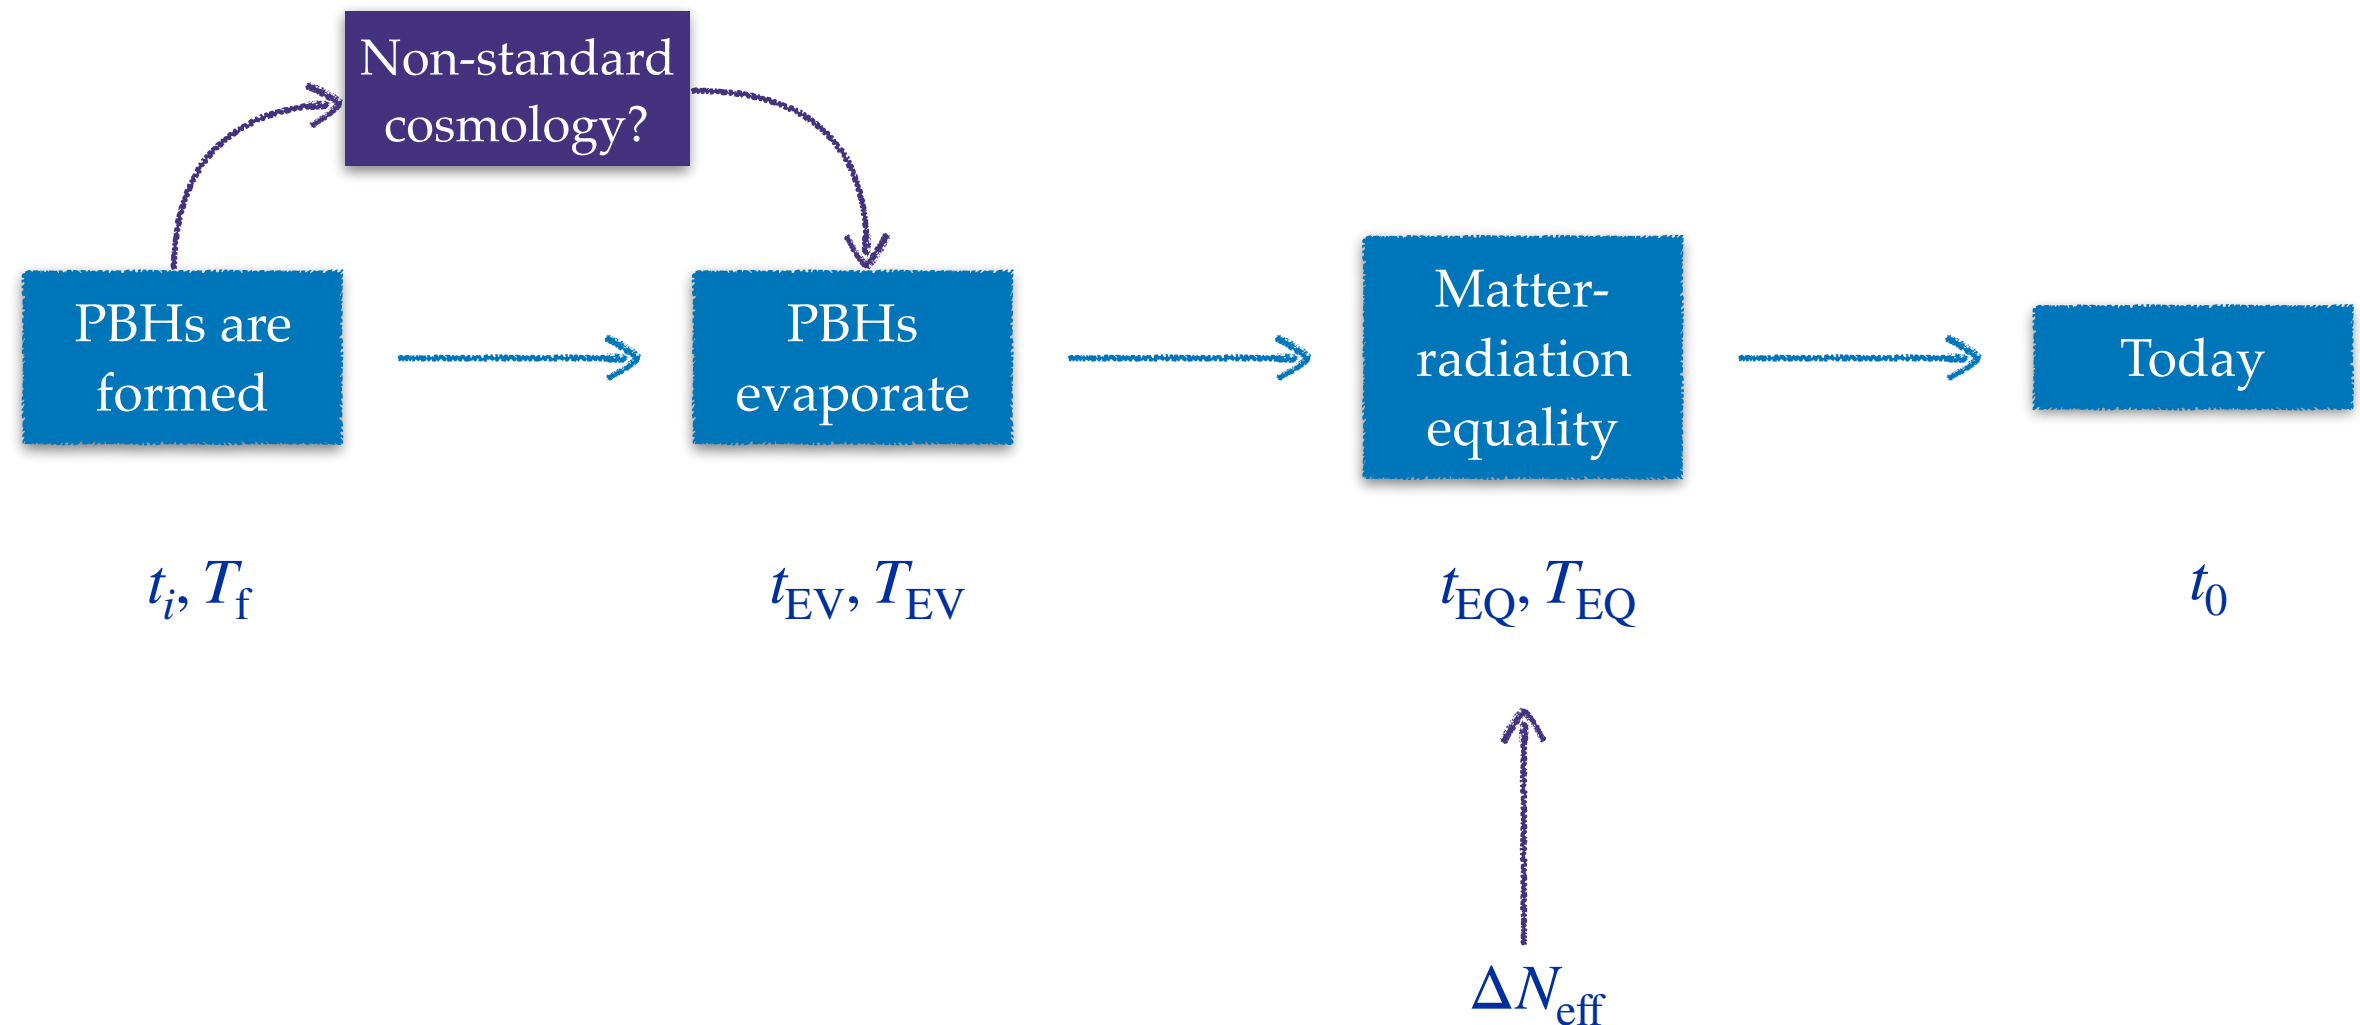 Non-standard
cosmology?
PBHs are
formed
PBHs
evaporate
Matter-
radiation
equality
Today
t_i, T_f
t_EV, T_EV
t_EQ, T_EQ
t_0
ΔN_eff